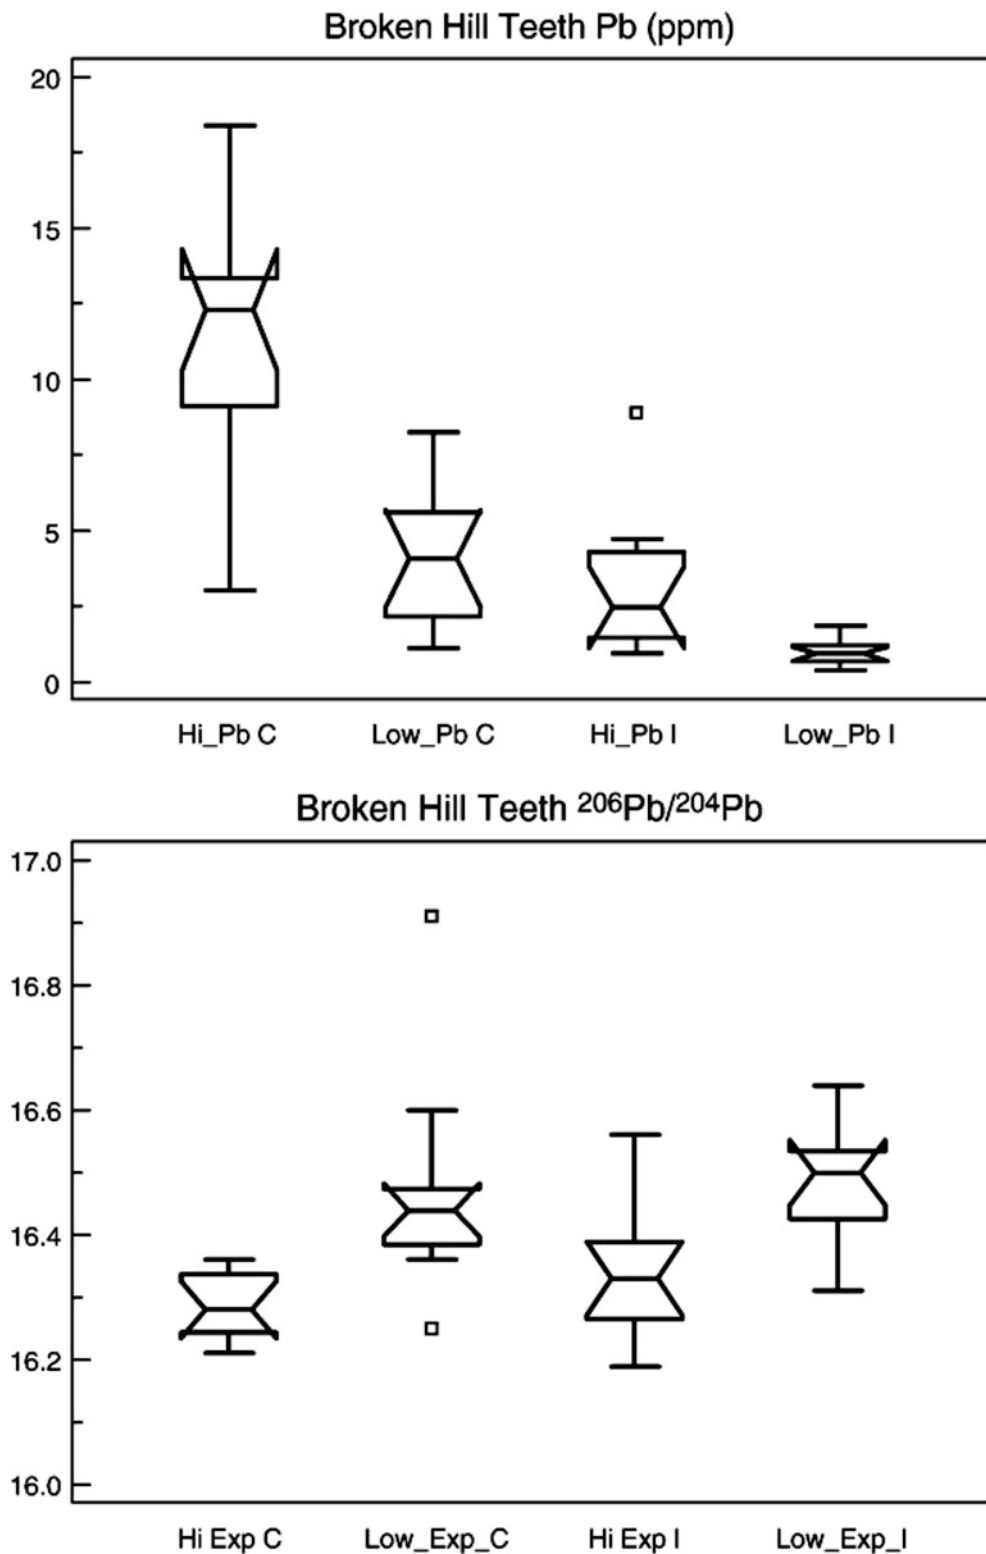 Broken Hill Teeth Pb (ppm)
20
15
10
5
0
Hi_Pb C Low_Pb C Hi_Pb I Low_Pb I
Broken Hill Teeth ²⁰⁶Pb/²⁰⁴Pb
17.0
16.8
16.6
16.4
16.2
16.0
Hi Exp C Low_Exp_C Hi Exp I Low_Exp_I